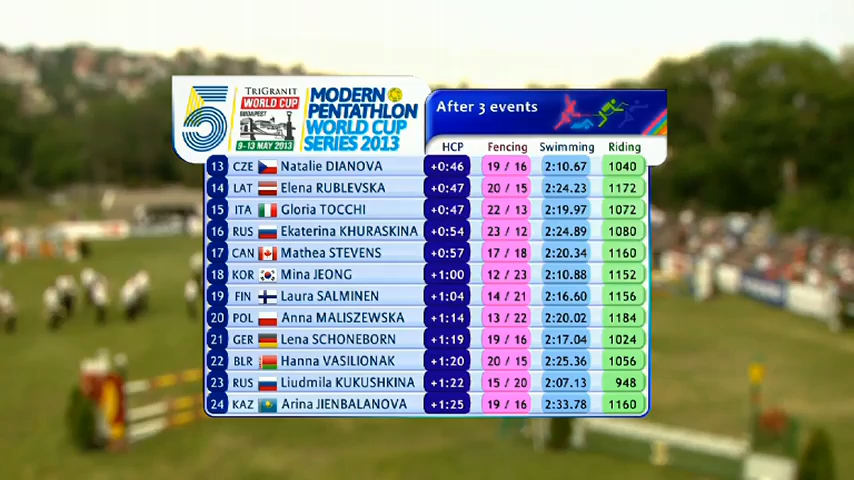 5
TRIGRANIT
WORLD CUP
BUDAPEST
9-13 MAY 2013
MODERN
PENTATHLON
WORLD CUP
SERIES 2013
After 3 events
HCP Fencing Swimming Riding
13 CZE Natalie DIANOVA +0:46 19 / 16 2:10.67 1040
14 LAT Elena RUBLEVSKA +0:47 20 / 15 2:24.23 1172
15 ITA Gloria TOCCHI +0:47 22 / 13 2:19.97 1072
16 RUS Ekaterina KHURASKINA +0:54 23 / 12 2:24.89 1080
17 CAN Mathea STEVENS +0:57 17 / 18 2:20.34 1160
18 KOR Mina JEONG +1:00 12 / 23 2:10.88 1152
19 FIN Laura SALMINEN +1:04 14 / 21 2:16.60 1156
20 POL Anna MALISZEWSKA +1:14 13 / 22 2:20.02 1184
21 GER Lena SCHONEBORN +1:19 19 / 16 2:17.04 1024
22 BLR Hanna VASILIONAK +1:20 20 / 15 2:25.36 1056
23 RUS Liudmila KUKUSHKINA +1:22 15 / 20 2:07.13 948
24 KAZ Arina JIENBALANOVA +1:25 19 / 16 2:33.78 1160